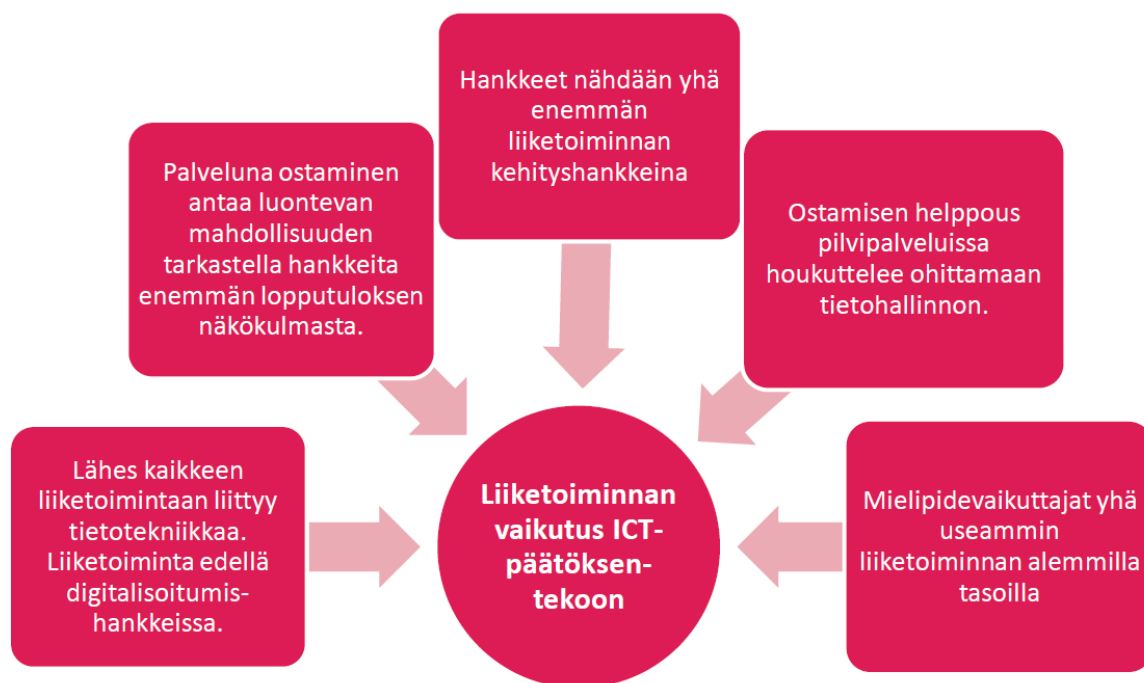 Lähes kaikkeen
liiketoimintaan liittyy
tietotekniikkaa.
Liiketoiminta edellä
digitalisoitumis-
hankkeissa.
Palveluna ostaminen
antaa luontevan
mahdollisuuden
tarkastella hankkeita
enemmän lopputuloksen
näkökulmasta.
Hankkeet nähdään yhä
enemmän
liiketoiminnan
kehityshankkeina
Ostamisen helppous
pilvipalveluissa
houkuttelee ohittamaan
tietohallinnon.
Mielipidevaikuttajat yhä
useammin
liiketoiminnan alemmilla
tasoilla
Liiketoiminnan
vaikutus ICT-
päätöksen-
tekoon